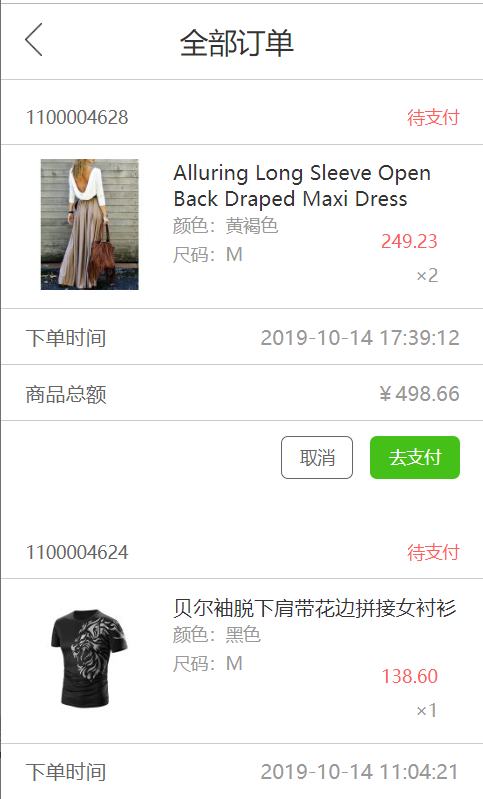 全部订单
1100004628 待支付
Alluring Long Sleeve Open
Back Draped Maxi Dress
颜色：黄褐色
249.23
尺码：M
×2
下单时间 2019-10-14 17:39:12
商品总额 ￥498.66
取消 去支付
1100004624 待支付
贝尔袖脱下肩带花边拼接女衬衫
颜色：黑色
尺码：M
138.60
×1
下单时间 2019-10-14 11:04:21